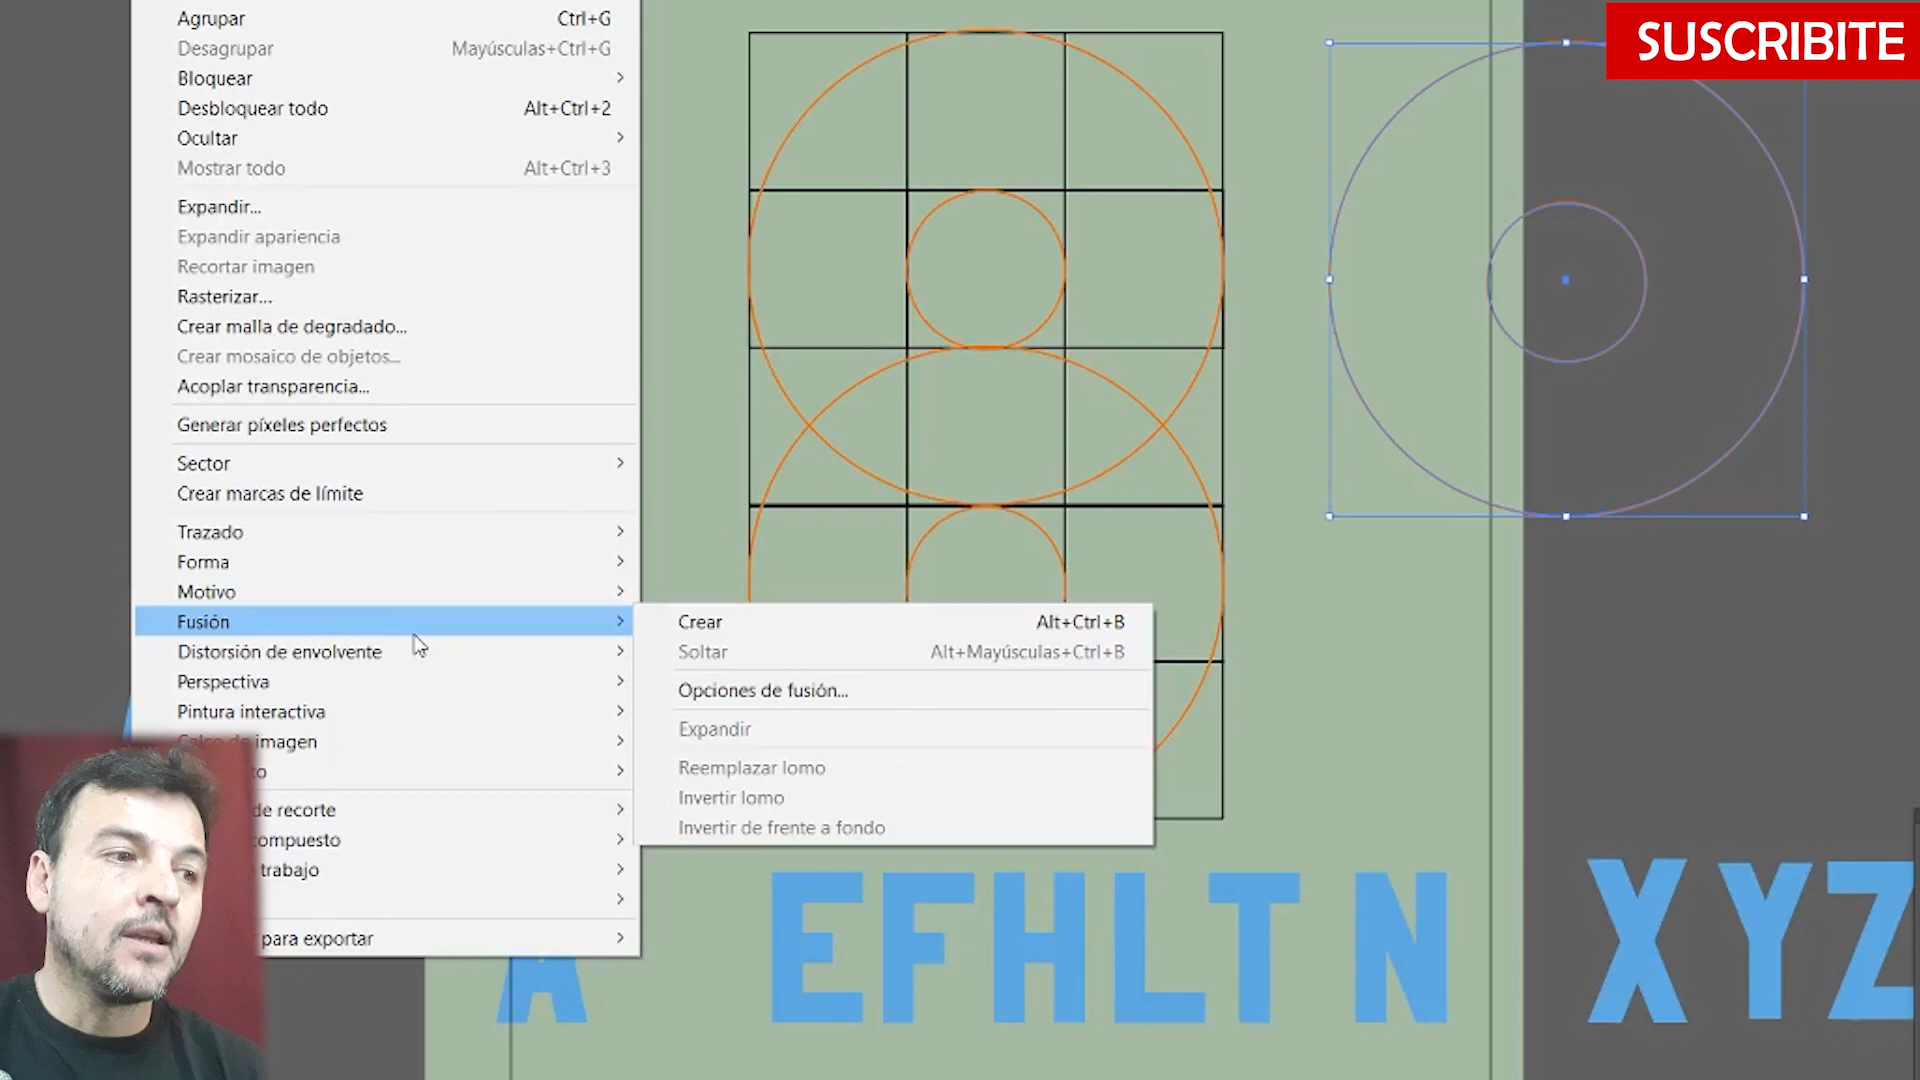 SUSCRIBITE
Agrupar Ctrl+G
Desagrupar Mayúsculas+Ctrl+G
Bloquear
Desbloquear todo Alt+Ctrl+2
Ocultar
Mostrar todo Alt+Ctrl+3
Expandir...
Expandir apariencia
Recortar imagen
Rasterizar...
Crear malla de degradado...
Crear mosaico de objetos...
Acoplar transparencia...
Generar píxeles perfectos
Sector
Crear marcas de límite
Trazado
Forma
Motivo
Fusión
Distorsión de envolvente
Perspectiva
Pintura interactiva
imagen
de recorte
compuesto
trabajo
para exportar
Crear Alt+Ctrl+B
Soltar Alt+Mayúsculas+Ctrl+B
Opciones de fusión...
Expandir
Reemplazar lomo
Invertir lomo
Invertir de frente a fondo
A EFHLT N XYZ